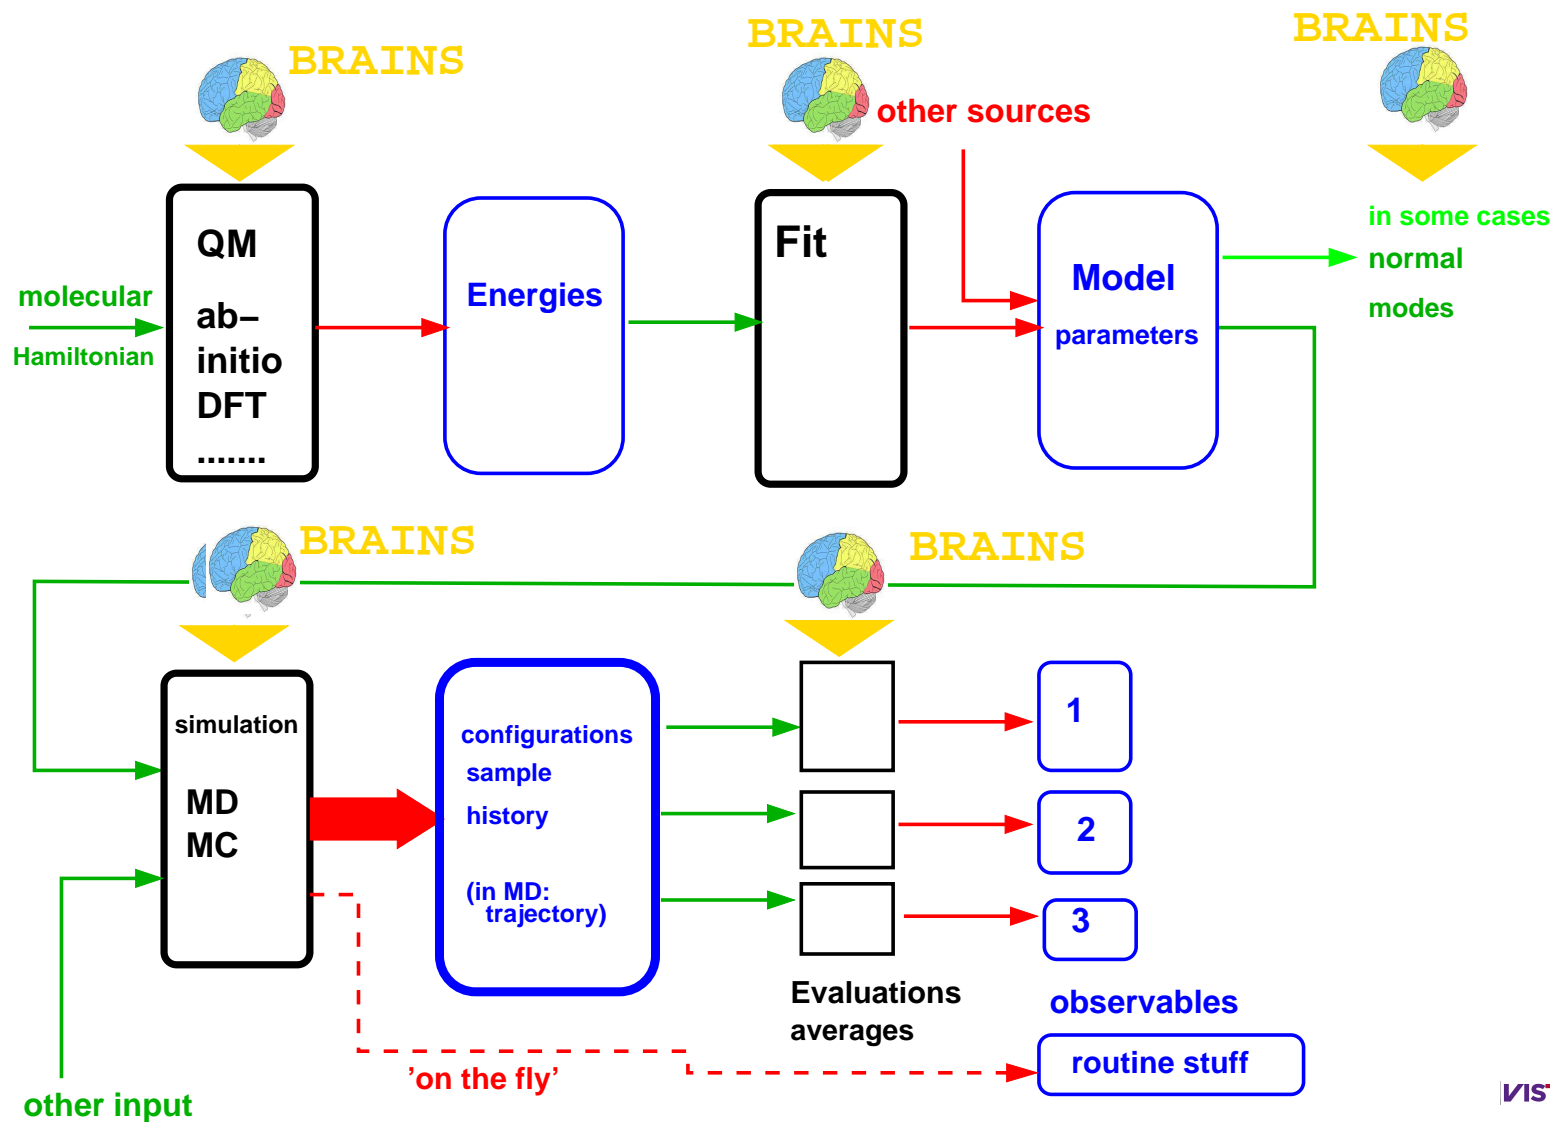 BRAINS
BRAINS
BRAINS
other sources
QM
ab–
initio
DFT
.......
molecular
Hamiltonian
Energies
Fit
Model
parameters
in some cases
normal
modes
BRAINS
BRAINS
simulation
MD
MC
configurations
sample
history
(in MD:
trajectory)
1
2
3
Evaluations
averages
observables
routine stuff
’on the fly’
other input
VIS